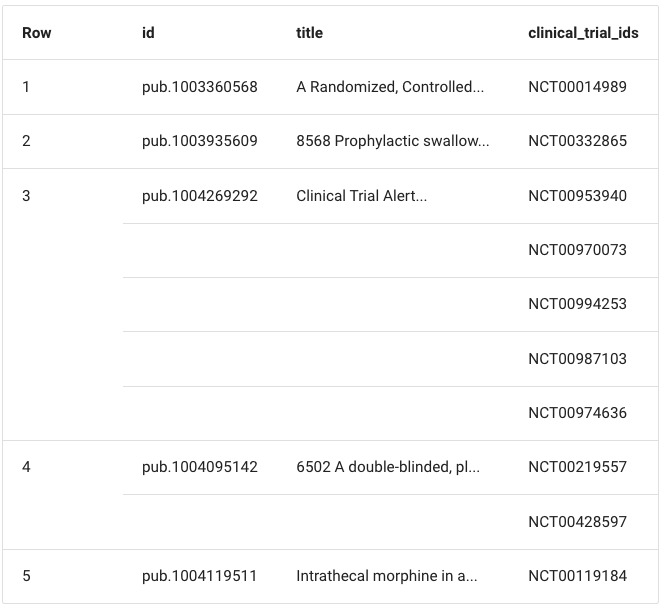 Row id title clinical_trial_ids
1 pub.1003360568 A Randomized, Controlled... NCT00014989
2 pub.1003935609 8568 Prophylactic swallow... NCT00332865
3 pub.1004269292 Clinical Trial Alert... NCT00953940
NCT00970073
NCT00994253
NCT00987103
NCT00974636
4 pub.1004095142 6502 A double-blinded, pl... NCT00219557
NCT00428597
5 pub.1004119511 Intrathecal morphine in a... NCT00119184